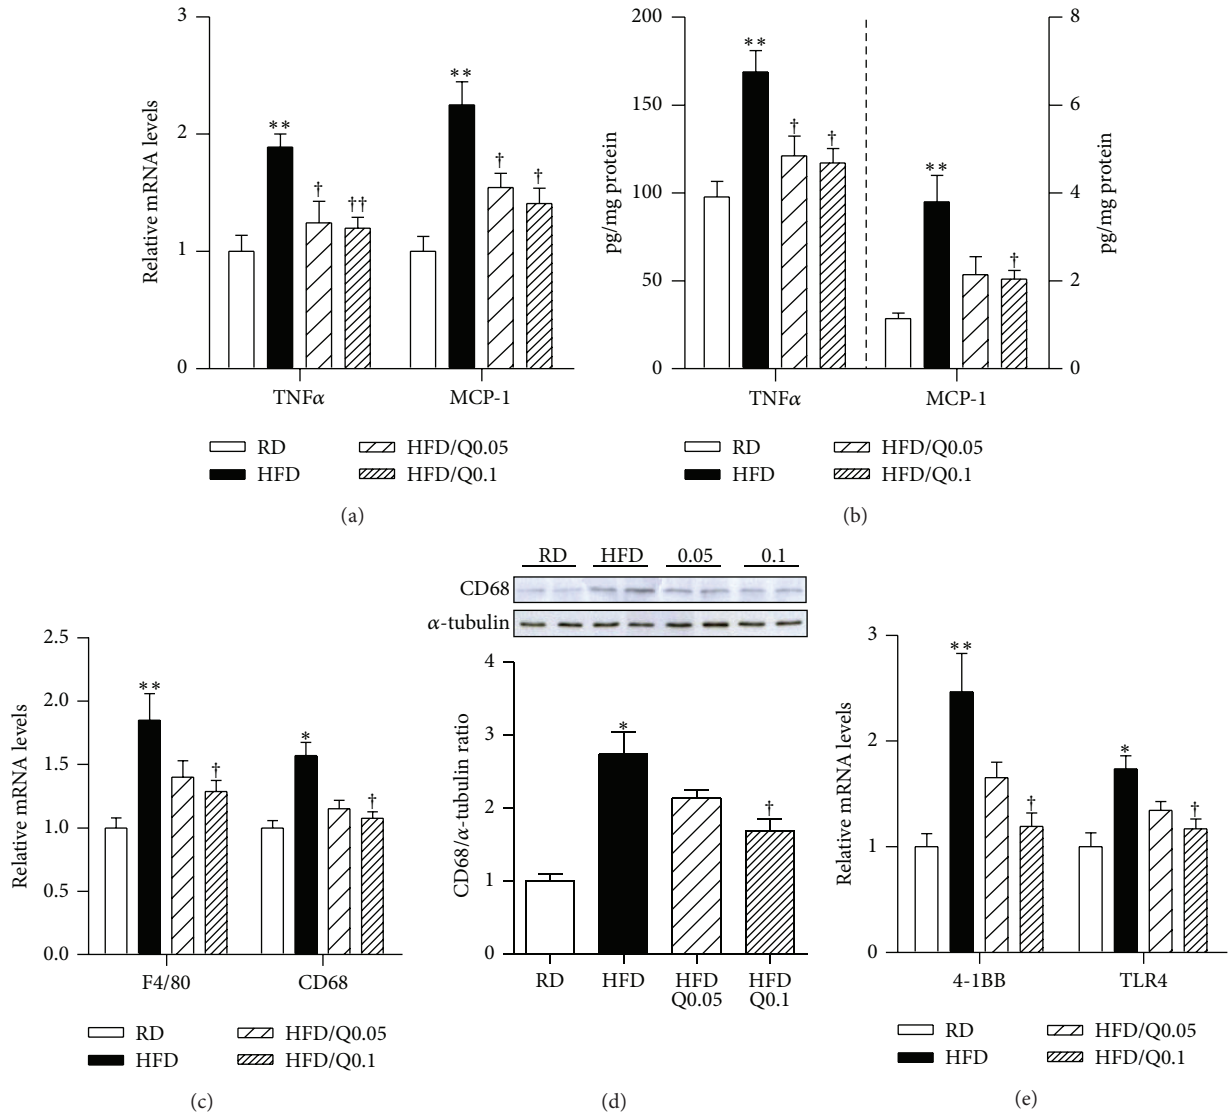 3
2
1
0
Relative mRNA levels
**
†
††
**
†
†
TNFα
MCP-1
RD
HFD
HFD/Q0.05
HFD/Q0.1
(a)
200
150
100
50
0
pg/mg protein
**
†
†
**
†
8
6
4
2
0
pg/mg protein
TNFα
MCP-1
RD
HFD
HFD/Q0.05
HFD/Q0.1
(b)
2.5
2.0
1.5
1.0
0.5
0.0
Relative mRNA levels
**
†
*
†
F4/80
CD68
RD
HFD
HFD/Q0.05
HFD/Q0.1
(c)
RD HFD 0.05 0.1
CD68
α-tubulin
4
3
2
1
0
CD68/α-tubulin ratio
*
†
RD
HFD
HFD
Q0.05
HFD
Q0.1
(d)
3
2
1
0
Relative mRNA levels
**
†
*
†
4-1BB
TLR4
RD
HFD
HFD/Q0.05
HFD/Q0.1
(e)